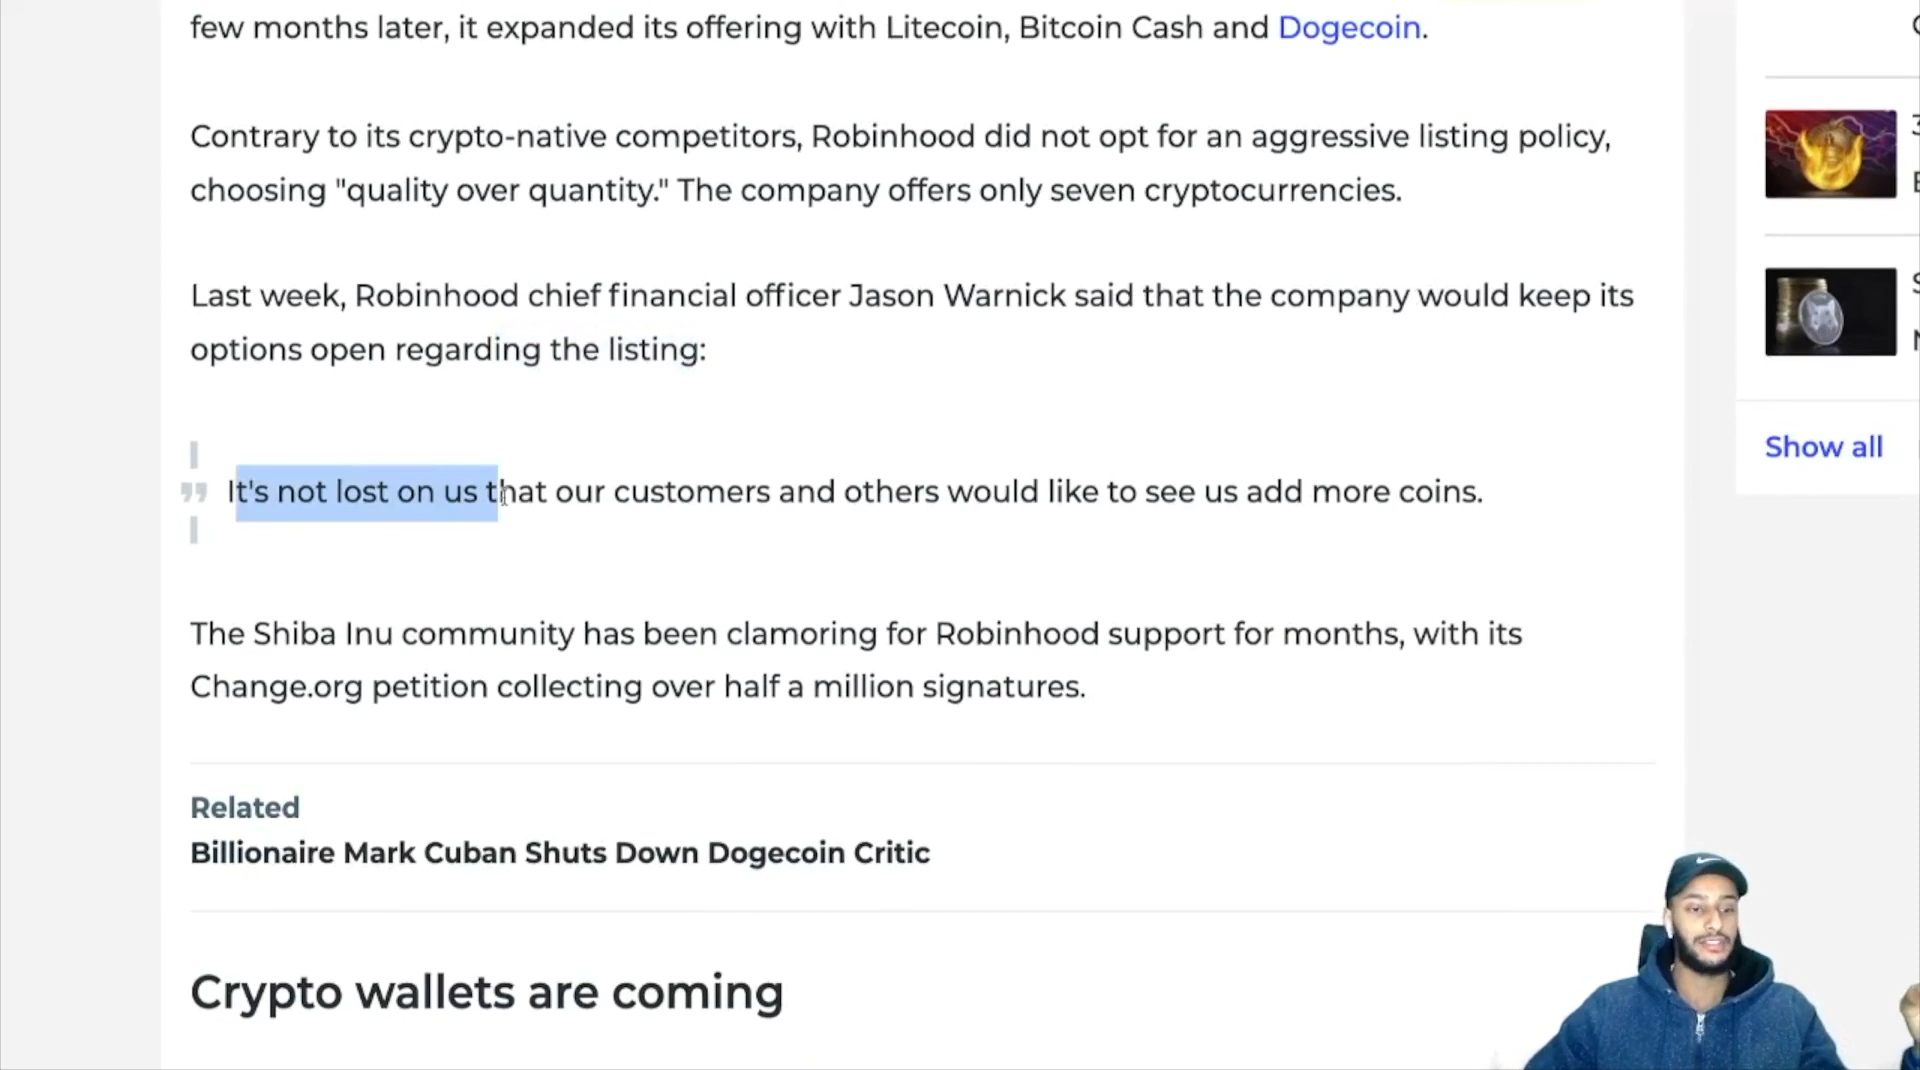 few months later, it expanded its offering with Litecoin, Bitcoin Cash and Dogecoin.
Contrary to its crypto-native competitors, Robinhood did not opt for an aggressive listing policy,
choosing "quality over quantity." The company offers only seven cryptocurrencies.
Last week, Robinhood chief financial officer Jason Warnick said that the company would keep its
options open regarding the listing:
It's not lost on us that our customers and others would like to see us add more coins.
The Shiba Inu community has been clamoring for Robinhood support for months, with its
Change.org petition collecting over half a million signatures.
Related
Billionaire Mark Cuban Shuts Down Dogecoin Critic
Crypto wallets are coming
Show all